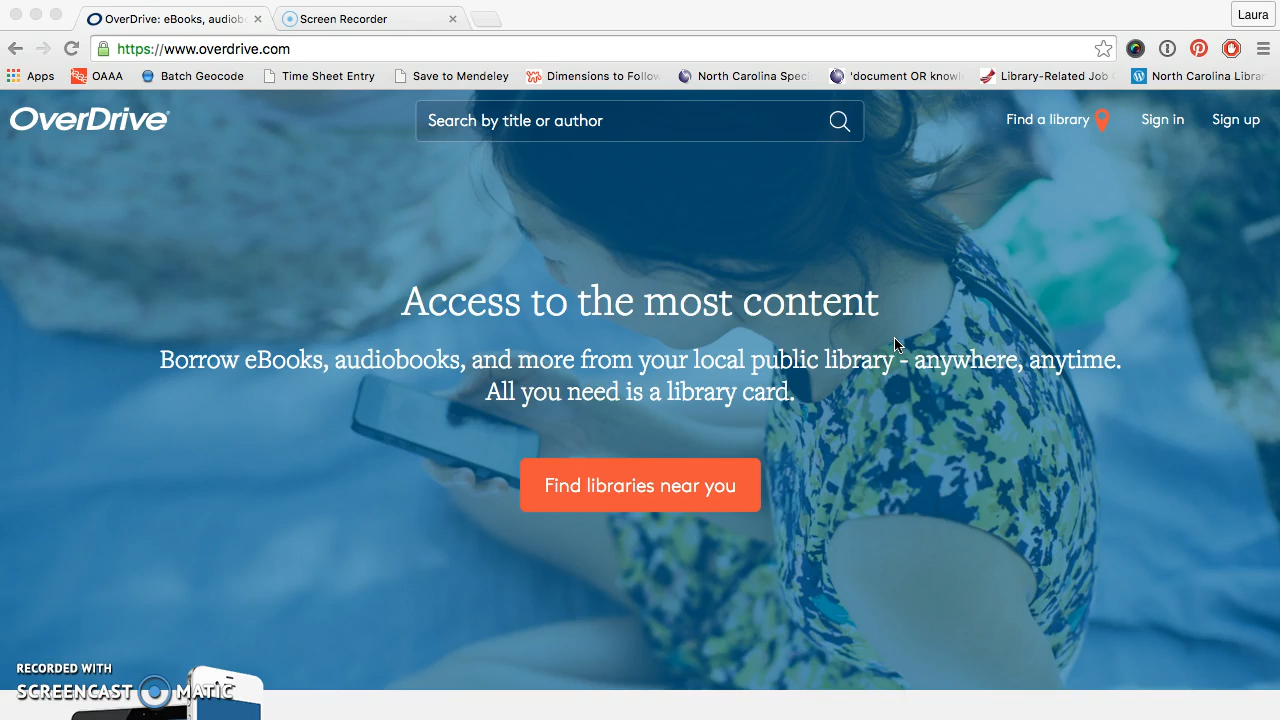 OverDrive: eBooks, audiob
Screen Recorder
Laura
https://www.overdrive.com
Apps
OAAA
Batch Geocode
Time Sheet Entry
Save to Mendeley
Dimensions to Follow
North Carolina Speci
'document OR knowl
Library-Related Job
North Carolina Librar
OverDrive
Search by title or author
Find a library
Sign in
Sign up
Access to the most content
Borrow eBooks, audiobooks, and more from your local public library - anywhere, anytime.
All you need is a library card.
Find libraries near you
RECORDED WITH
SCREENCAST MATIC